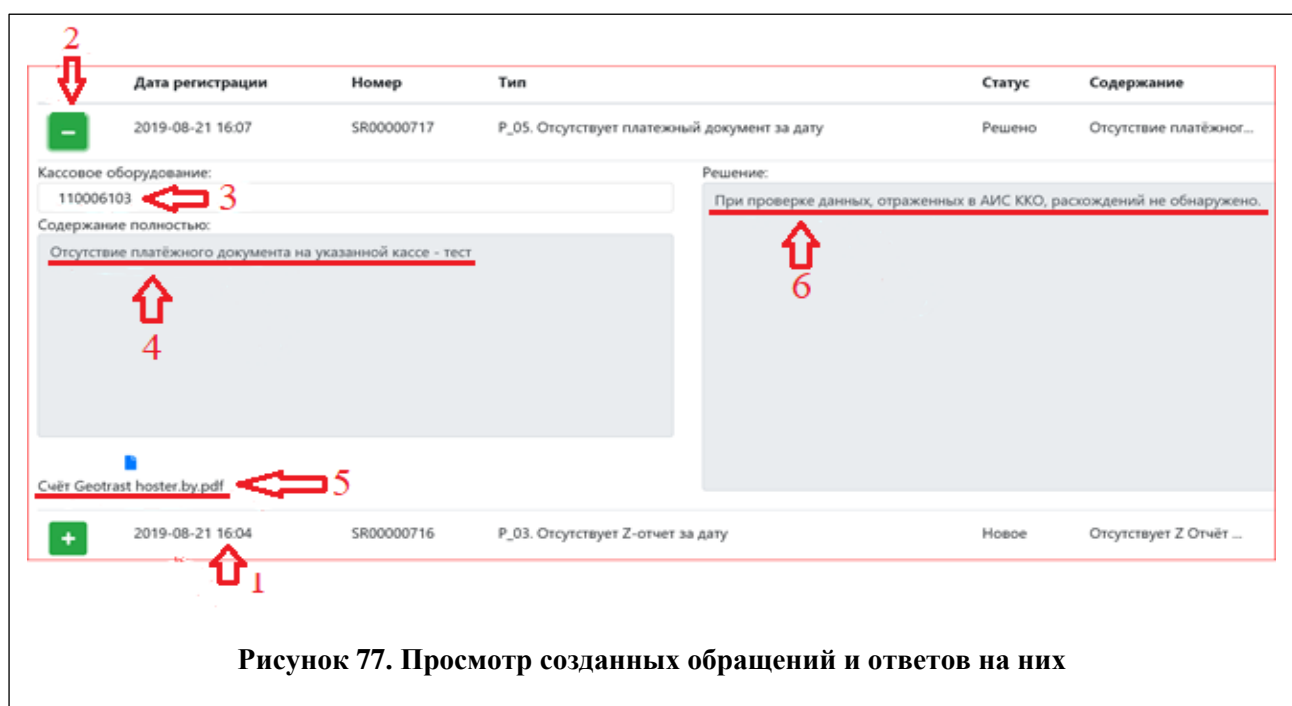 2
Дата регистрации Номер Тип Статус Содержание
2019-08-21 16:07 SR00000717 P_05. Отсутствует платежный документ за дату Решено Отсутствие платёжног...
Кассовое оборудование: Решение:
110006103 3 При проверке данных, отраженных в АИС ККО, расхождений не обнаружено.
Содержание полностью:
Отсутствие платёжного документа на указанной кассе - тест
6
4
Счёт Geotrast hoster.by.pdf 5
2019-08-21 16:04 SR00000716 P_03. Отсутствует Z-отчет за дату Новое Отсутствует Z Отчёт ...
1
Рисунок 77. Просмотр созданных обращений и ответов на них